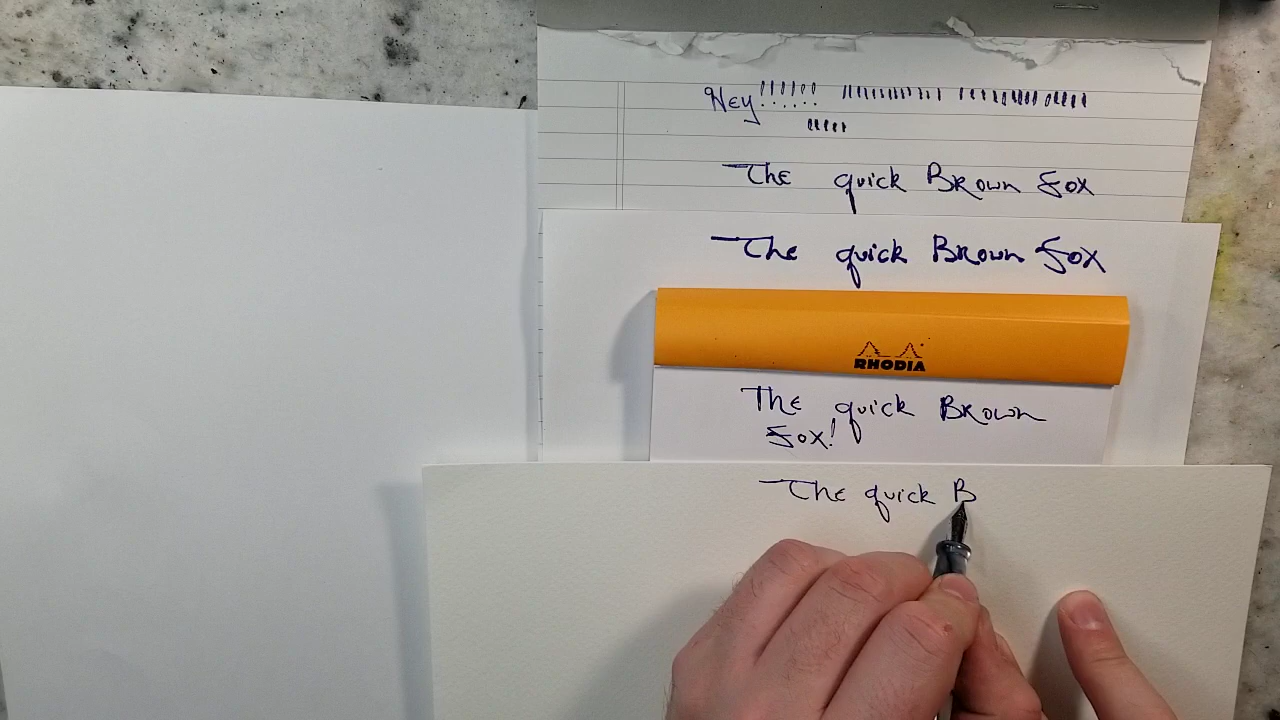 Hey!!!!!!
The quick Brown Fox
The quick Brown Fox
RHODIA
The quick Brown
Fox!
The quick B